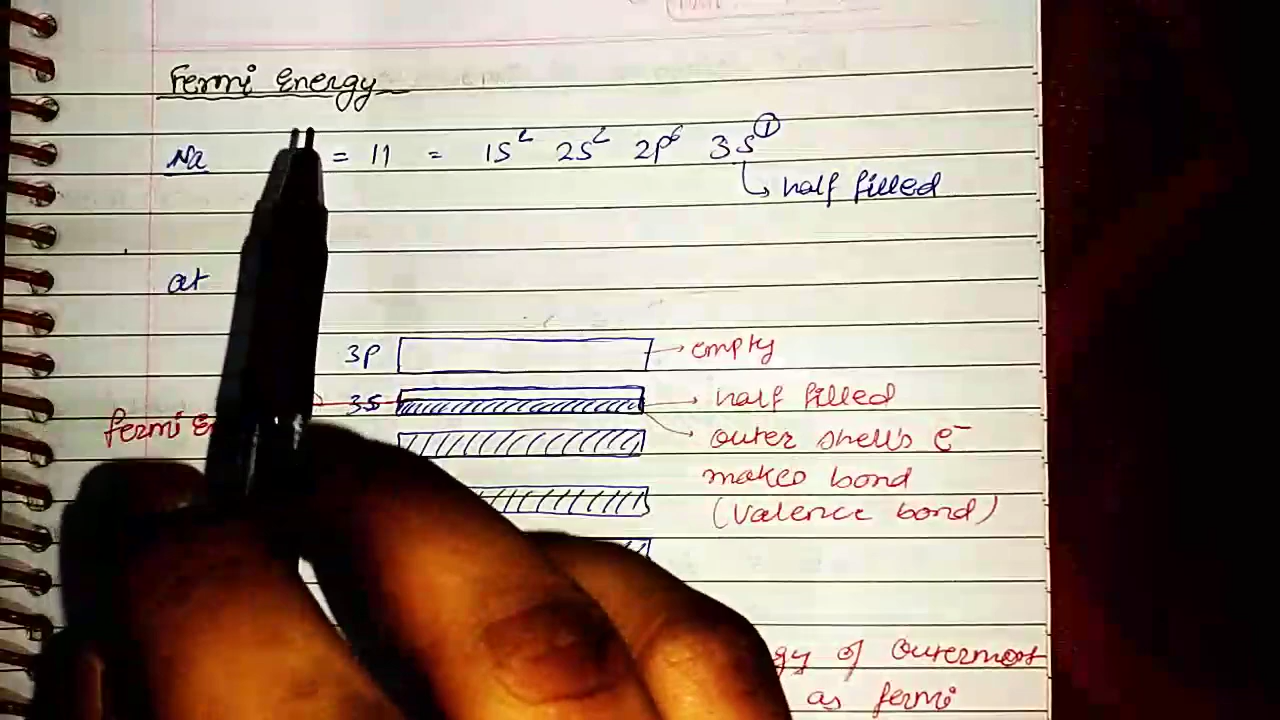 Fermi Energy
Na = 11 = 1S² 2S² 2P⁶ 3S¹
half filled
at
3P empty
3S half filled
fermi
outer shell's e⁻
makes bond
(Valence bond)
of outermost
as fermi